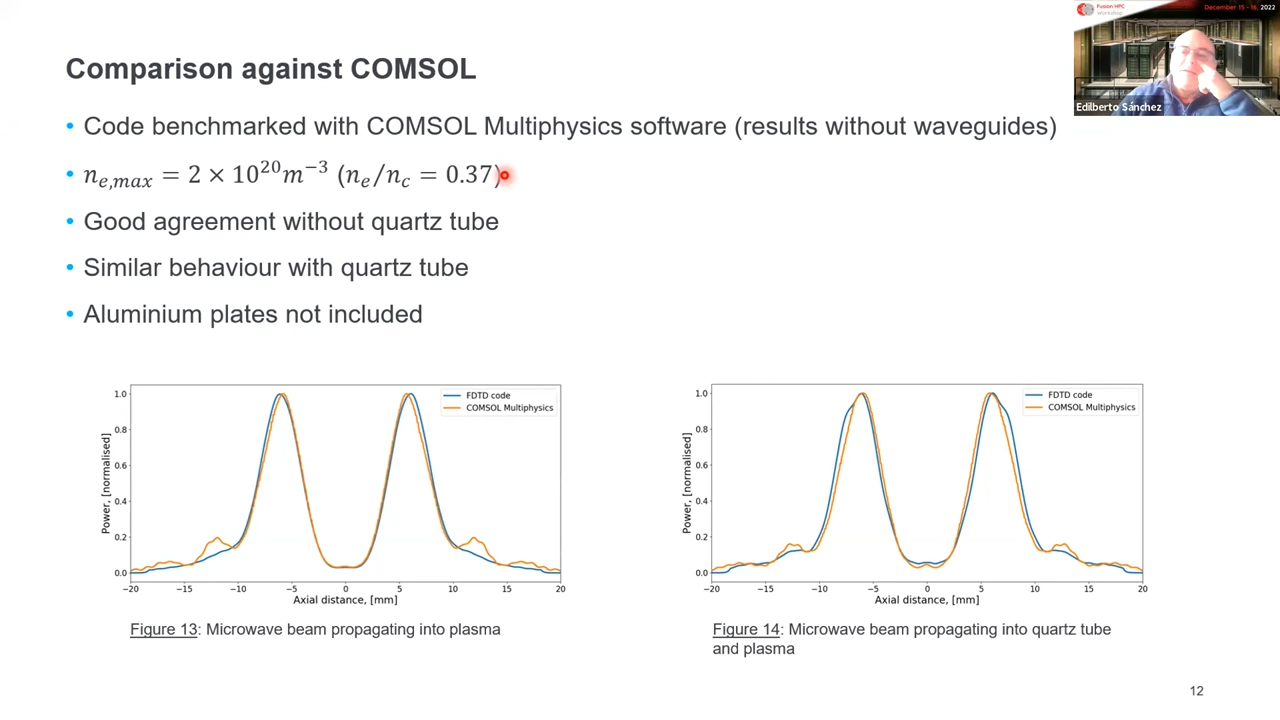 Fusion HPC
Workshop
December 15 - 16, 2022
Edilberto Sánchez
Comparison against COMSOL
• Code benchmarked with COMSOL Multiphysics software (results without waveguides)
• n_{e,max} = 2 × 10^{20}m^{−3} (n_e/n_c = 0.37)
• Good agreement without quartz tube
• Similar behaviour with quartz tube
• Aluminium plates not included
FDTD code
COMSOL Multiphysics
Power, [normalised]
1.0
0.8
0.6
0.4
0.2
0.0
−20 −15 −10 −5 0 5 10 15 20
Axial distance, [mm]
Figure 13: Microwave beam propagating into plasma
FDTD code
COMSOL Multiphysics
Power, [normalised]
1.0
0.8
0.6
0.4
0.2
0.0
−20 −15 −10 −5 0 5 10 15 20
Axial distance, [mm]
Figure 14: Microwave beam propagating into quartz tube
and plasma
12